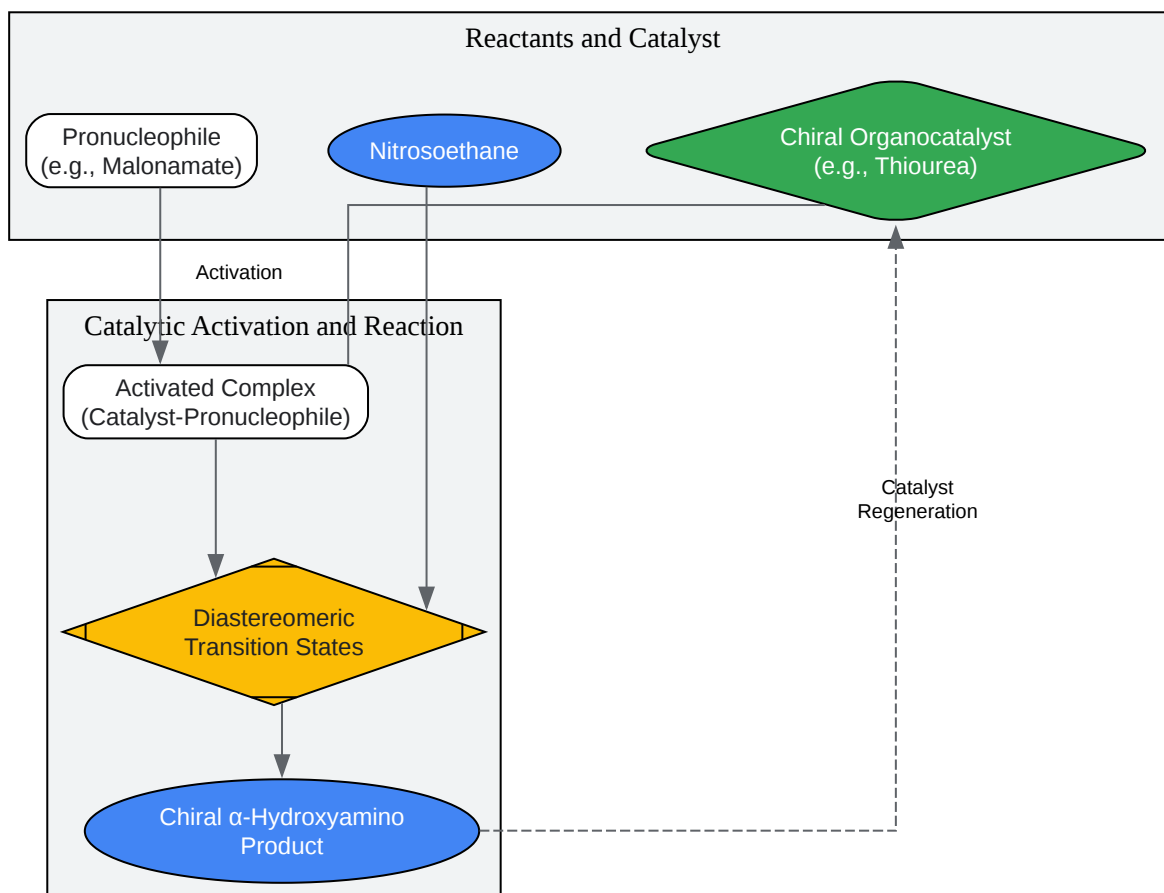 Reactants and Catalyst
Pronucleophile
(e.g., Malonamate)
Nitrosoethane
Chiral Organocatalyst
(e.g., Thiourea)
Activation
Catalytic Activation and Reaction
Activated Complex
(Catalyst-Pronucleophile)
Catalyst
Regeneration
Diastereomeric
Transition States
Chiral α-Hydroxyamino
Product